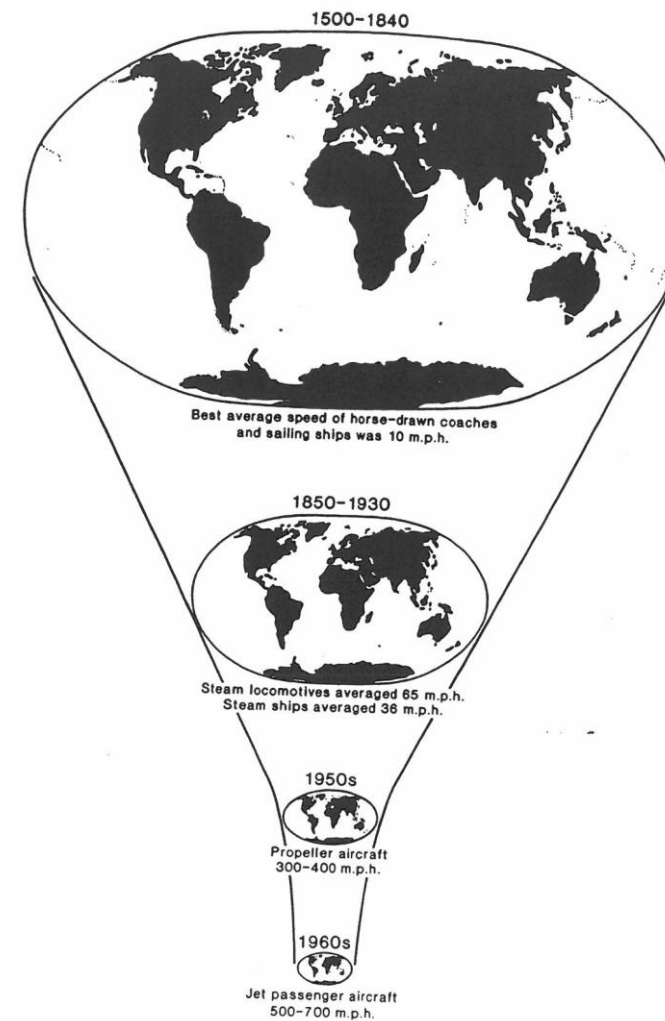 1500-1840
Best average speed of horse-drawn coaches
and sailing ships was 10 m.p.h.
1850-1930
Steam locomotives averaged 65 m.p.h.
Steam ships averaged 36 m.p.h.
1950s
Propeller aircraft
300-400 m.p.h.
1960s
Jet passenger aircraft
500-700 m.p.h.